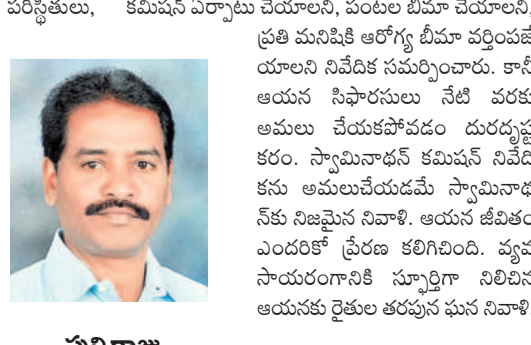 పరిస్థితులు,
కమిషన్ ఏర్పాటు చేయాలని, పంటల బీమా చేయాలని,
ప్రతి మనిషికి ఆరోగ్య బీమా వర్తింపజే
యాలని నివేదిక సమర్పించారు. కానీ
ఆయన సిఫారసులు నేటి వరకు
అమలు చేయకపోవడం దురదృష్ట
కరం. స్వామినాథన్ కమిషన్ నివేది
కను అమలుచేయడమే స్వామినాథ
న్‌కు నిజమైన నివాళి. ఆయన జీవితం
ఎందరికో ప్రేరణ కలిగిచింది. వ్యవ
సాయరంగానికి స్ఫూర్తిగా నిలిచిన
ఆయనకు రైతుల తరపున ఘన నివాళి.